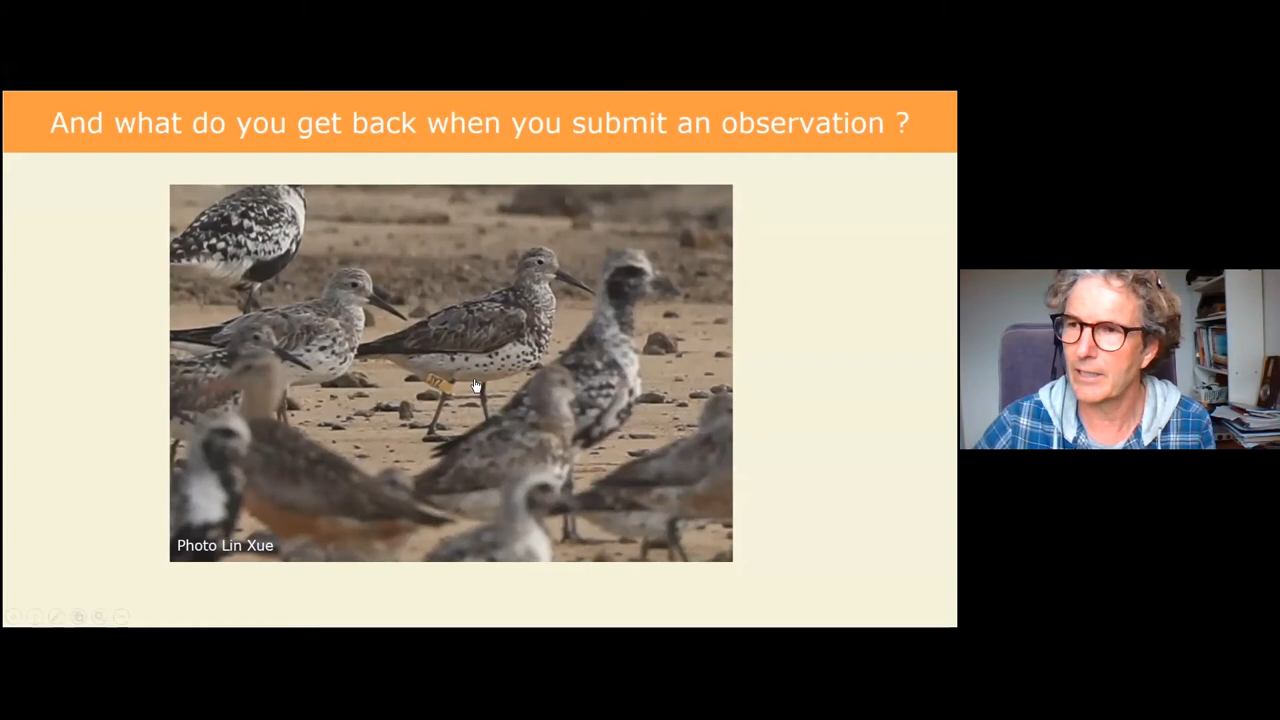 And what do you get back when you submit an observation ?
Photo Lin Xue